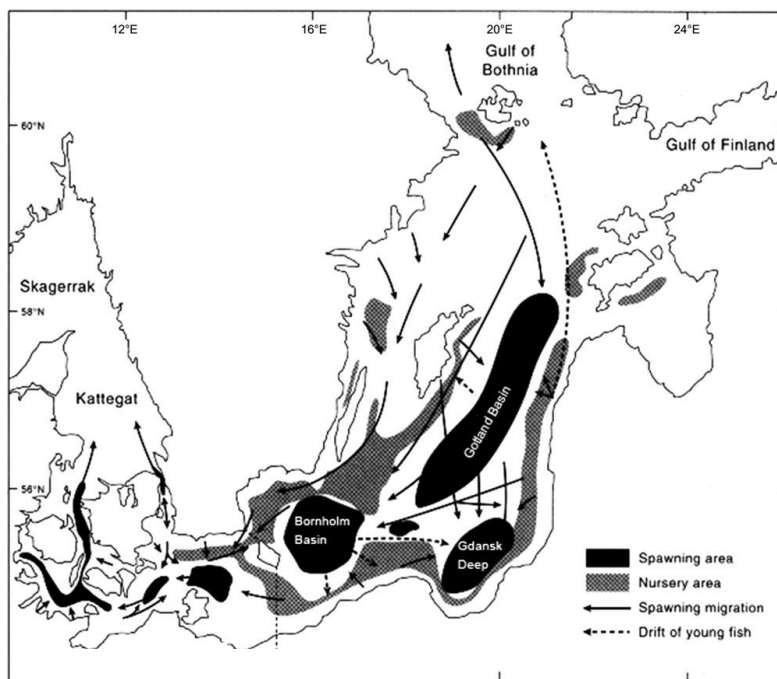 12°E
16°E
20°E
24°E
Gulf of
Bothnia
60°N
Gulf of Finland
Skagerrak
58°N
Kattegat
Gotland Basin
56°N
Bornholm
Basin
Gdansk
Deep
Spawning area
Nursery area
Spawning migration
Drift of young fish